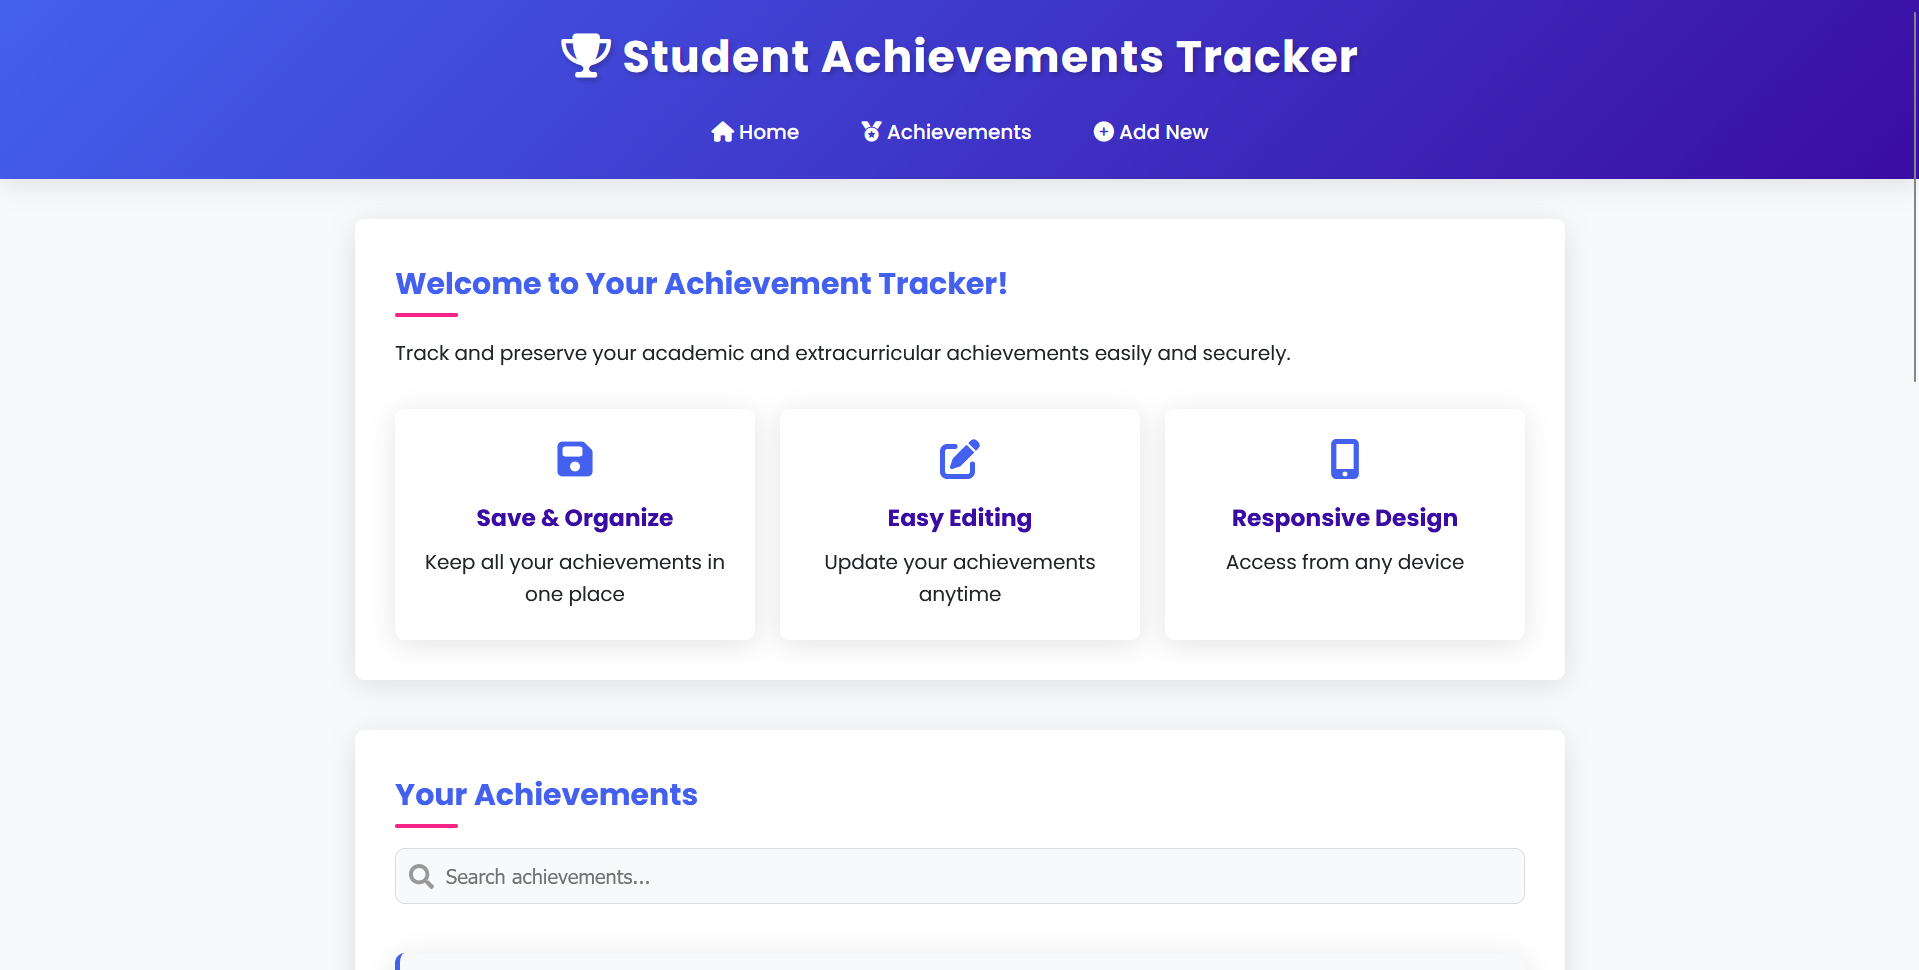 Student Achievements Tracker
Home
Achievements
Add New
Welcome to Your Achievement Tracker!
Track and preserve your academic and extracurricular achievements easily and securely.
Save & Organize
Keep all your achievements in
one place
Easy Editing
Update your achievements
anytime
Responsive Design
Access from any device
Your Achievements
Search achievements...